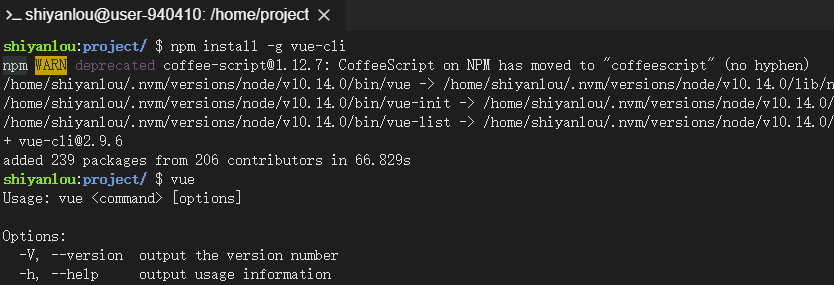 >_ shiyanlou@user-940410: /home/project ×
shiyanlou:project/ $ npm install -g vue-cli
npm WARN deprecated coffee-script@1.12.7: CoffeeScript on NPM has moved to "coffeescript" (no hyphen)
/home/shiyanlou/.nvm/versions/node/v10.14.0/bin/vue -> /home/shiyanlou/.nvm/versions/node/v10.14.0/lib/n
/home/shiyanlou/.nvm/versions/node/v10.14.0/bin/vue-init -> /home/shiyanlou/.nvm/versions/node/v10.14.0/
/home/shiyanlou/.nvm/versions/node/v10.14.0/bin/vue-list -> /home/shiyanlou/.nvm/versions/node/v10.14.0/
+ vue-cli@2.9.6
added 239 packages from 206 contributors in 66.829s
shiyanlou:project/ $ vue
Usage: vue <command> [options]
Options:
-V, --version  output the version number
-h, --help     output usage information